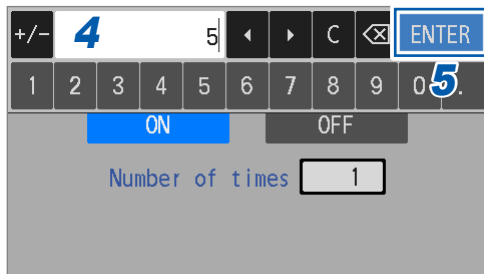 +/- 4 5 C ENTER
1 2 3 4 5 6 7 8 9 0 5 .
ON OFF
Number of times 1